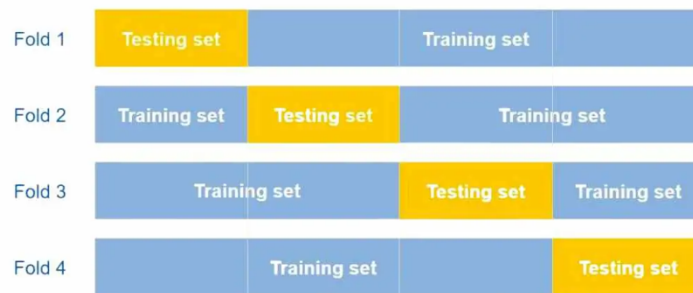 Fold 1 Testing set Training set
Fold 2 Training set Testing set Training set
Fold 3 Training set Testing set Training set
Fold 4 Training set Testing set